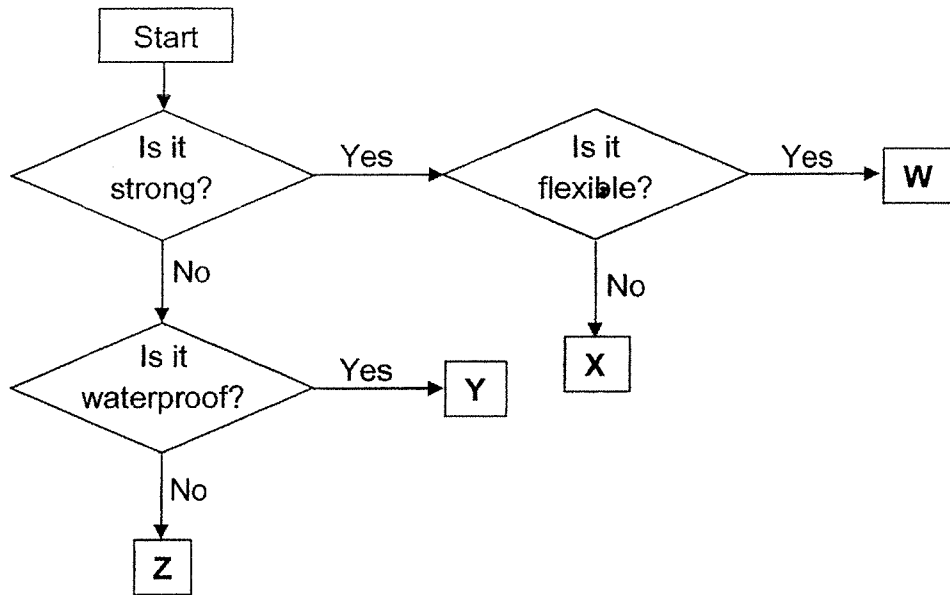 Start
Is it
strong?
Yes
Is it
flexible?
Yes
W
No
No
X
Is it
waterproof?
Yes
Y
No
Z